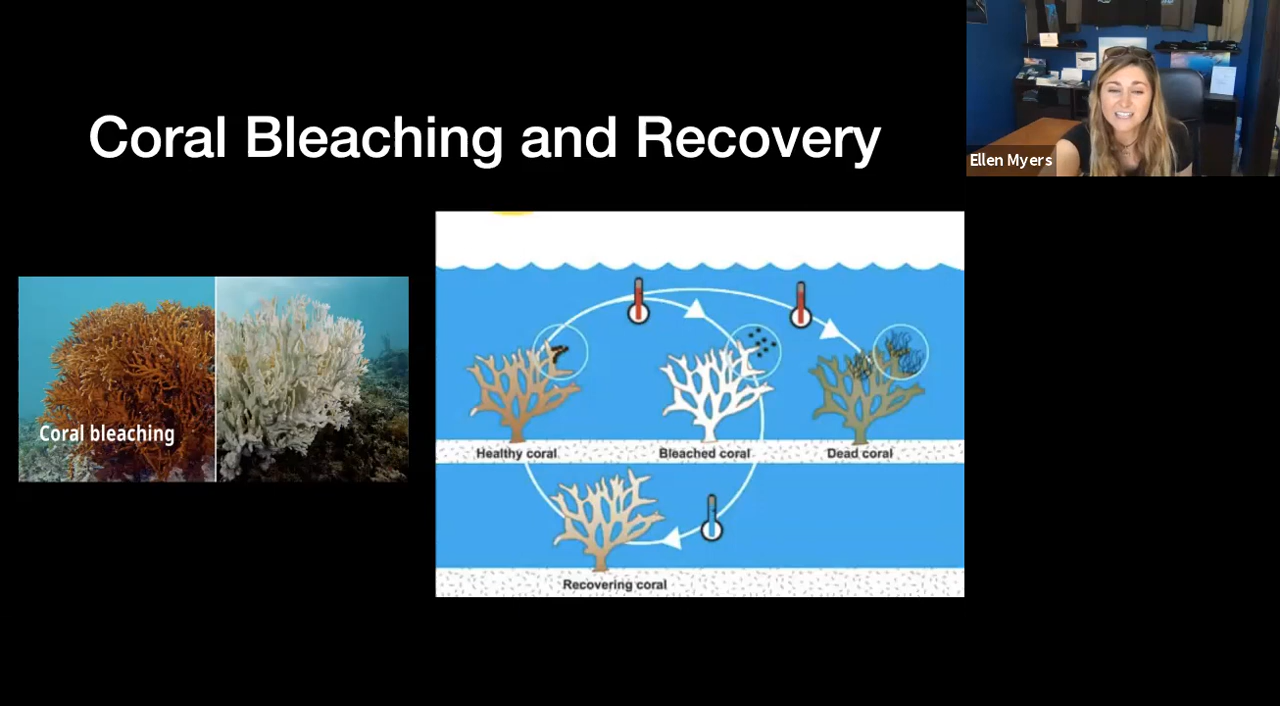 Coral Bleaching and Recovery
Ellen Myers
Coral bleaching
Healthy coral
Bleached coral
Dead coral
Recovering coral